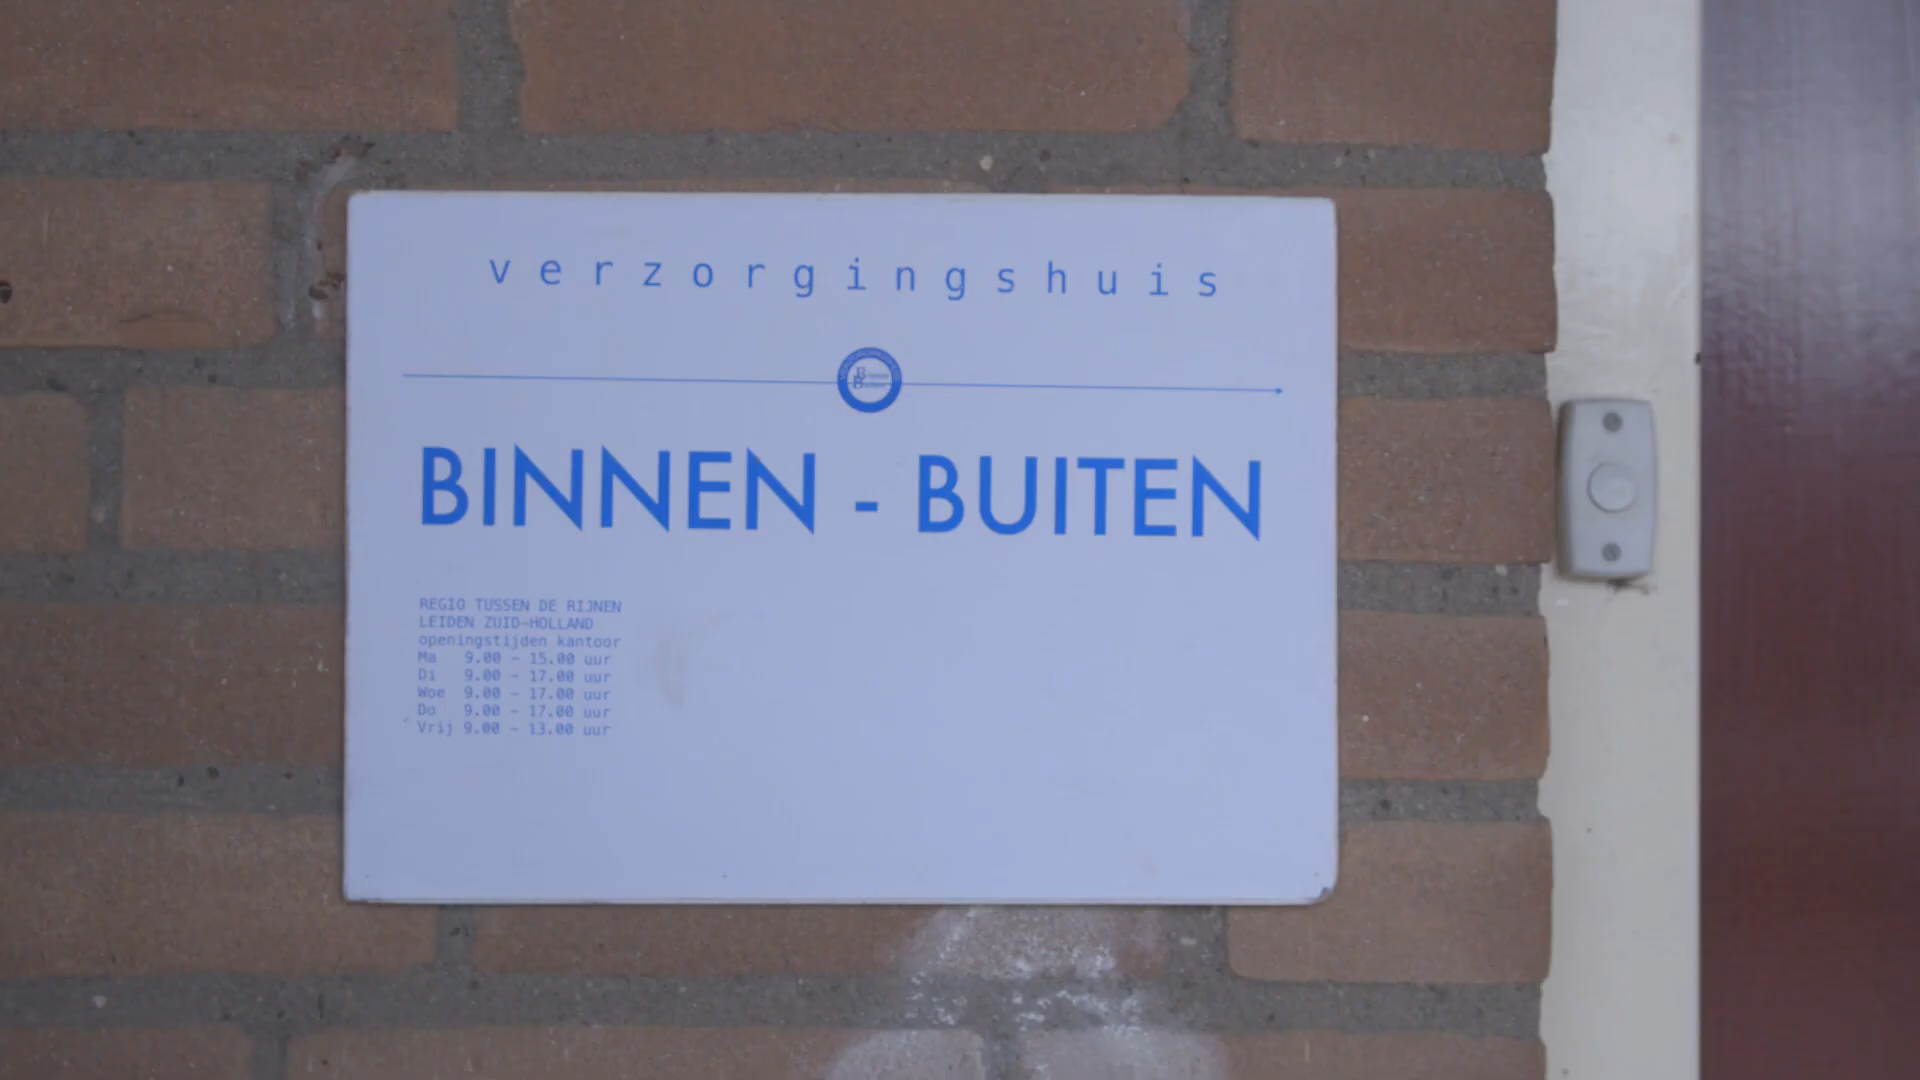 verzorgingshuis
BINNEN - BUITEN
REGIO TUSSEN DE RIJNEN
LEIDEN ZUID-HOLLAND
openingstijden kantoor
Ma 9.00 - 15.00 uur
Di 9.00 - 17.00 uur
Woe 9.00 - 17.00 uur
Do 9.00 - 17.00 uur
Vrij 9.00 - 13.00 uur